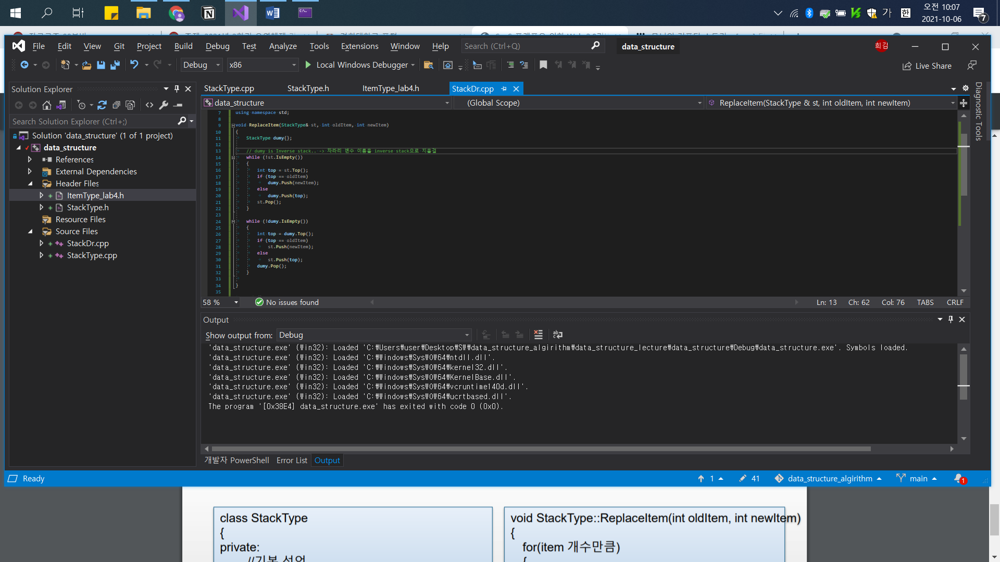 오전 10:07
가
한
2021-10-06
7
File Edit View Git Project Build Debug Test Analyze Tools Extensions Window Help Search (Ctrl+Q) data_structure 희김
Debug x86 Local Windows Debugger Live Share
Solution Explorer
Search Solution Explorer (Ctrl+;)
Solution 'data_structure' (1 of 1 project)
data_structure
References
External Dependencies
Header Files
ItemType_lab4.h
StackType.h
Resource Files
Source Files
StackDr.cpp
StackType.cpp
StackType.cpp StackType.h ItemType_lab4.h StackDr.cpp
data_structure (Global Scope) ReplaceItem(StackType & st, int oldItem, int newItem)
7 using namespace std;
8
9 void ReplaceItem(StackType& st, int oldItem, int newItem)
10 {
11 StackType dumy{};
12
13 // dumy is Inverse stack.. -> 차라리 변수 이름을 inverse stack으로 지을걸
14 while (!st.IsEmpty())
15 {
16 int top = st.Top();
17 if (top == oldItem)
18 dumy.Push(newItem);
19 else
20 dumy.Push(top);
21 st.Pop();
22 }
23
24 while (!dumy.IsEmpty())
25 {
26 int top = dumy.Top();
27 if (top == oldItem)
28 st.Push(newItem);
29 else
30 st.Push(top);
31 dumy.Pop();
32 }
33
34 }
35
58 % No issues found Ln: 13 Ch: 62 Col: 76 TABS CRLF
Output
Show output from: Debug
'data_structure.exe' (Win32): Loaded 'C:₩Users₩user₩Desktop₩SW₩data_structure_algirithm₩data_structure_lecture₩data_structure₩Debug₩data_structure.exe'. Symbols loaded.
'data_structure.exe' (Win32): Loaded 'C:₩Windows₩SysWOW64₩ntdll.dll'.
'data_structure.exe' (Win32): Loaded 'C:₩Windows₩SysWOW64₩kernel32.dll'.
'data_structure.exe' (Win32): Loaded 'C:₩Windows₩SysWOW64₩KernelBase.dll'.
'data_structure.exe' (Win32): Loaded 'C:₩Windows₩SysWOW64₩vcruntime140d.dll'.
'data_structure.exe' (Win32): Loaded 'C:₩Windows₩SysWOW64₩ucrtbased.dll'.
The program '[0x38E4] data_structure.exe' has exited with code 0 (0x0).
개발자 PowerShell Error List Output
Diagnostic Tools
Ready 1 41 data_structure_algirithm main 1
class StackType
{
private:
//기본 선언
void StackType::ReplaceItem(int oldItem, int newItem)
{
for(item 개수만큼)
{